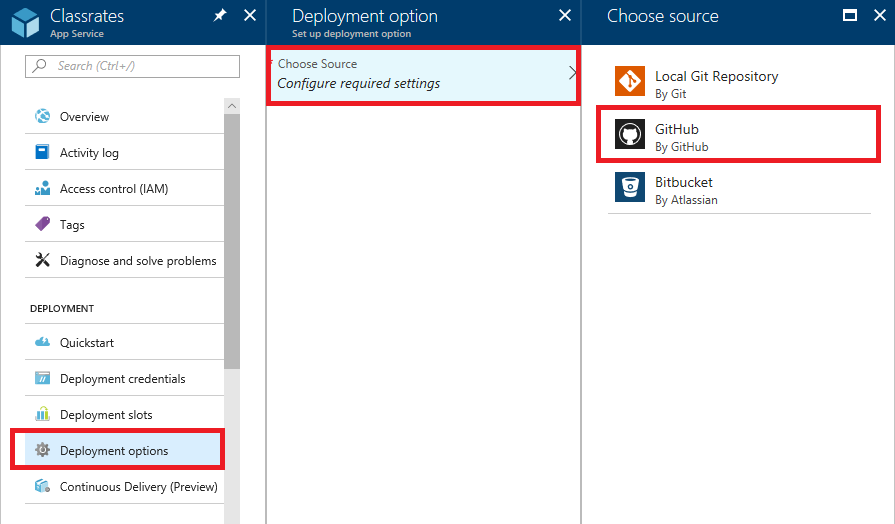 Classrates
App Service
Search (Ctrl+/)
Overview
Activity log
Access control (IAM)
Tags
Diagnose and solve problems
DEPLOYMENT
Quickstart
Deployment credentials
Deployment slots
Deployment options
Continuous Delivery (Preview)
Deployment option
Set up deployment option
* Choose Source
Configure required settings
Choose source
Local Git Repository
By Git
GitHub
By GitHub
Bitbucket
By Atlassian